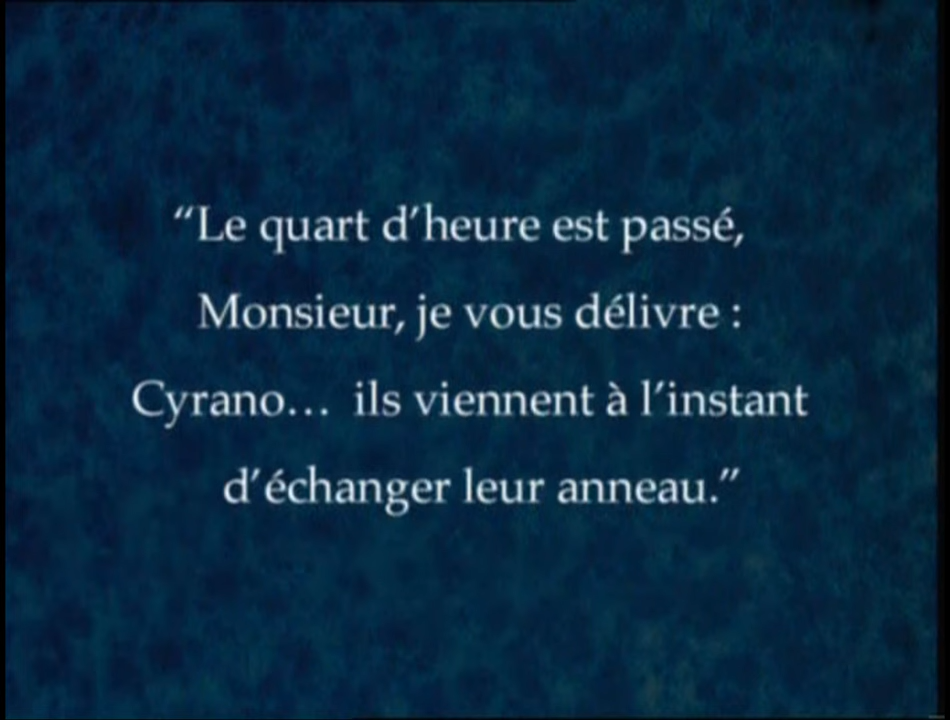 “Le quart d’heure est passé,
Monsieur, je vous délivre :
Cyrano… ils viennent à l’instant
d’échanger leur anneau.”